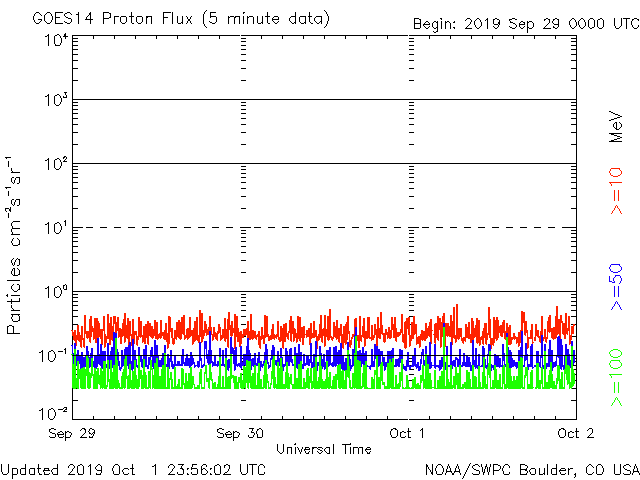 GOES14 Proton Flux (5 minute data)
Begin: 2019 Sep 29 0000 UTC
10⁴
10³
10²
10¹
10⁰
10⁻¹
10⁻²
Particles cm⁻²s⁻¹sr⁻¹
MeV
>=10
>=50
>=100
Sep 29
Sep 30
Oct 1
Oct 2
Universal Time
Updated 2019 Oct 1 23:56:02 UTC
NOAA/SWPC Boulder, CO USA